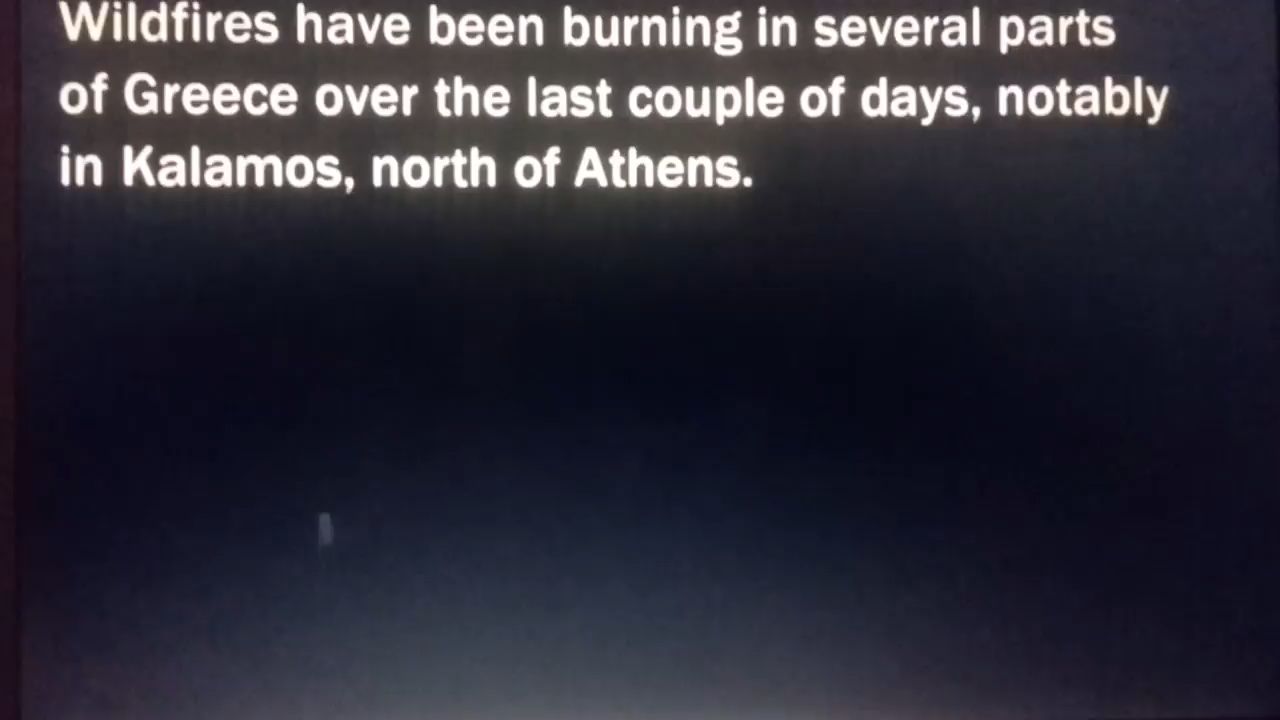 Wildfires have been burning in several parts
of Greece over the last couple of days, notably
in Kalamos, north of Athens.